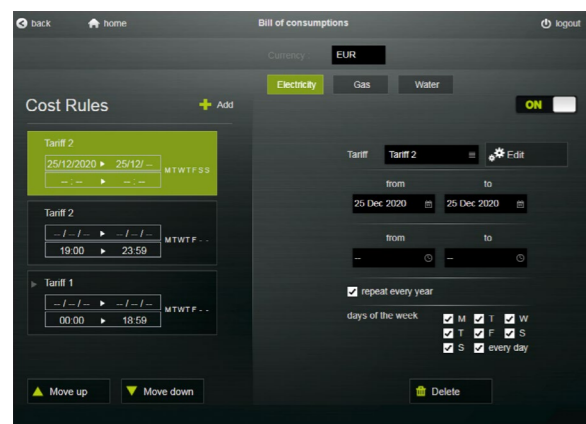 back home Bill of consumptions logout
Currency EUR
Electricity Gas Water
Cost Rules Add
ON
Tariff 2
25/12/2020 25/12/ --
-- : -- -- : --
MTWTFSS
Tariff 2
-- / -- / -- -- / -- / --
19:00 23:59
MTWTF - -
Tariff 1
-- / -- / -- -- / -- / --
00:00 18:59
MTWTF - -
Move up Move down
Tariff Tariff 2 Edit
from to
25 Dec 2020 25 Dec 2020
from to
-- --
repeat every year
days of the week M T W
T F S
S every day
Delete